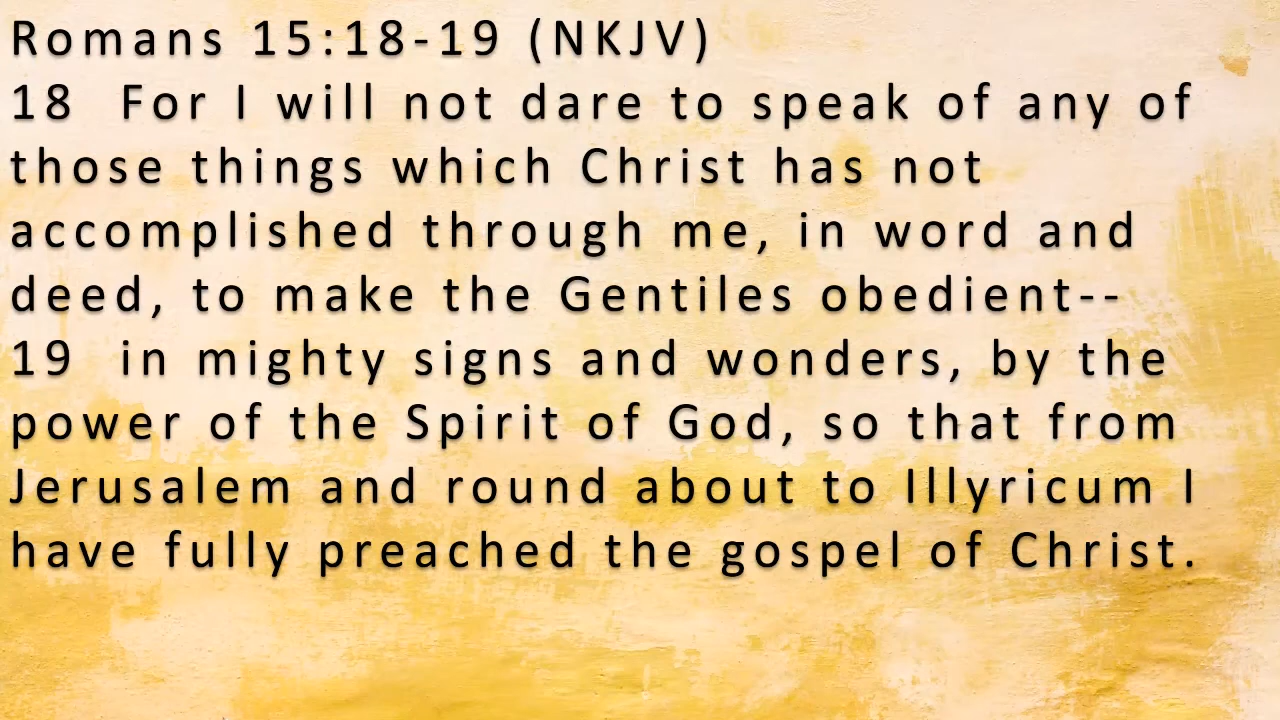 Romans 15:18-19 (NKJV)
18  For I will not dare to speak of any of
those things which Christ has not
accomplished through me, in word and
deed, to make the Gentiles obedient--
19  in mighty signs and wonders, by the
power of the Spirit of God, so that from
Jerusalem and round about to Illyricum I
have fully preached the gospel of Christ.